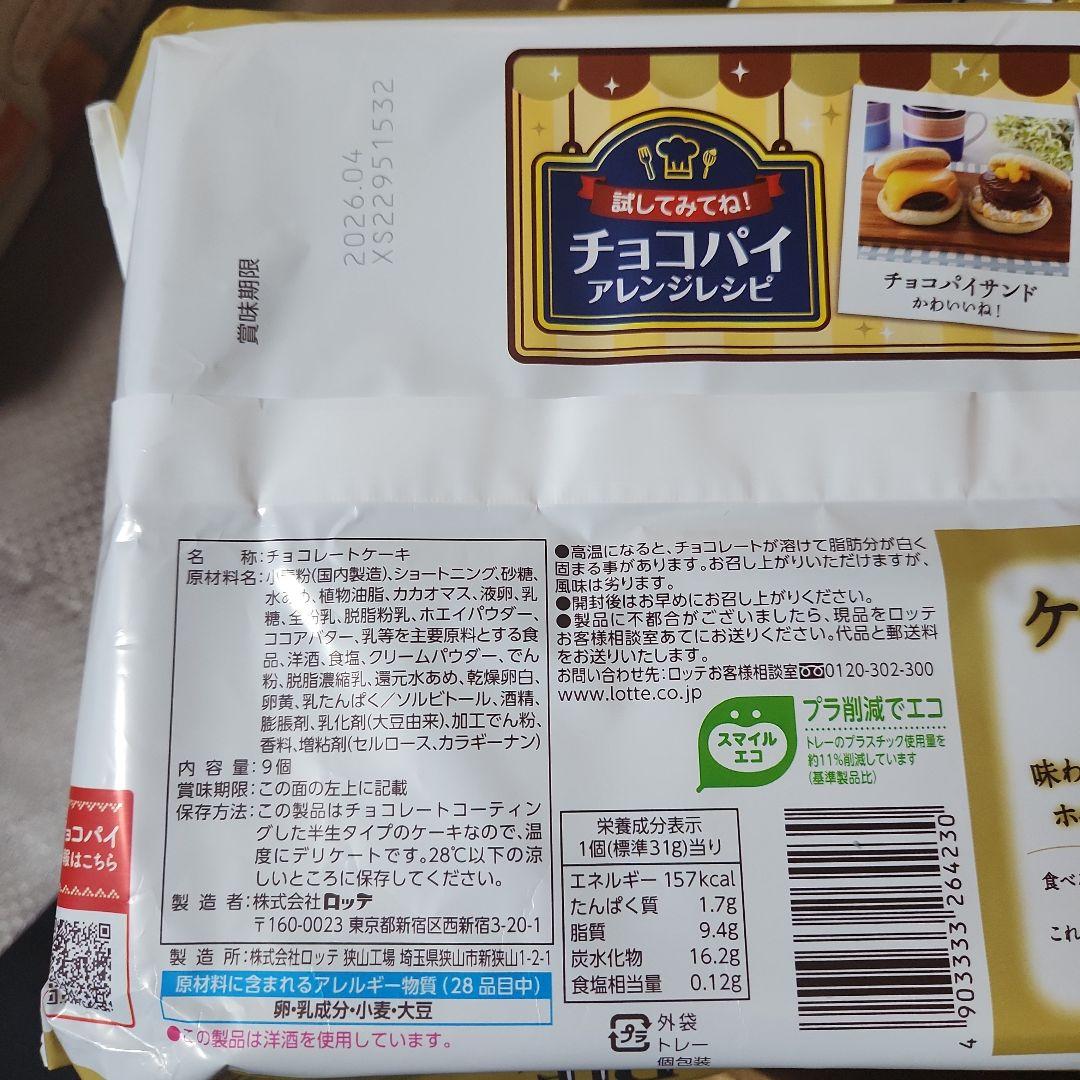 賞味期限
2026.04
XS22951532
試してみてね!
チョコパイ
アレンジレシピ
チョコパイサンド
かわいいね!
名 称:チョコレートケーキ
原材料名:小麦粉(国内製造)、ショートニング、砂糖、
水あめ、植物油脂、カカオマス、液卵、乳
糖、全粉乳、脱脂粉乳、ホエイパウダー、
ココアバター、乳等を主要原料とする食
品、洋酒、食塩、クリームパウダー、でん
粉、脱脂濃縮乳、還元水あめ、乾燥卵白、
卵黄、乳たんぱく/ソルビトール、酒精、
膨脹剤、乳化剤(大豆由来)、加工でん粉、
香料、増粘剤(セルロース、カラギーナン)
内容量:9個
賞味期限:この面の左上に記載
保存方法:この製品はチョコレートコーティン
グした半生タイプのケーキなので、温
度にデリケートです。28℃以下の涼
しいところに保存してください。
製造者:株式会社ロッテ
〒160-0023 東京都新宿区西新宿3-20-1
製造所:株式会社ロッテ 狭山工場 埼玉県狭山市新狭山1-2-1
原材料に含まれるアレルギー物質(28品目中)
卵・乳成分・小麦・大豆
●この製品は洋酒を使用しています。
●高温になると、チョコレートが溶けて脂肪分が白く
固まる事があります。お召し上がりいただけますが、
風味は劣ります。
●開封後はお早めにお召し上がりください。
●製品に不都合がございましたら、現品をロッテ
お客様相談室あてにお送りください。代品と郵送料
をお送りいたします。
お問い合わせ先:ロッテお客様相談室 0120-302-300
www.lotte.co.jp
スマイル
エコ
プラ削減でエコ
トレーのプラスチック使用量を
約11%削減しています
(基準製品比)
栄養成分表示
1個(標準31g)当り
エネルギー 157kcal
たんぱく質 1.7g
脂質 9.4g
炭水化物 16.2g
食塩相当量 0.12g
プラ
外袋
トレー
個包装
4 903333 264230
コパイ
はこちら
ケ
味わ
ホ
食べ
これ